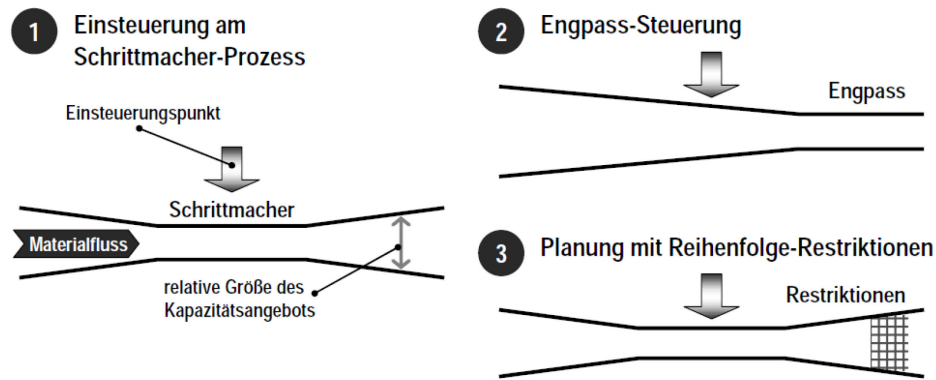 1
Einsteuerung am
Schrittmacher-Prozess
Einsteuerungspunkt
Schrittmacher
Materialfluss
relative Größe des
Kapazitätsangebots
2
Engpass-Steuerung
Engpass
3
Planung mit Reihenfolge-Restriktionen
Restriktionen